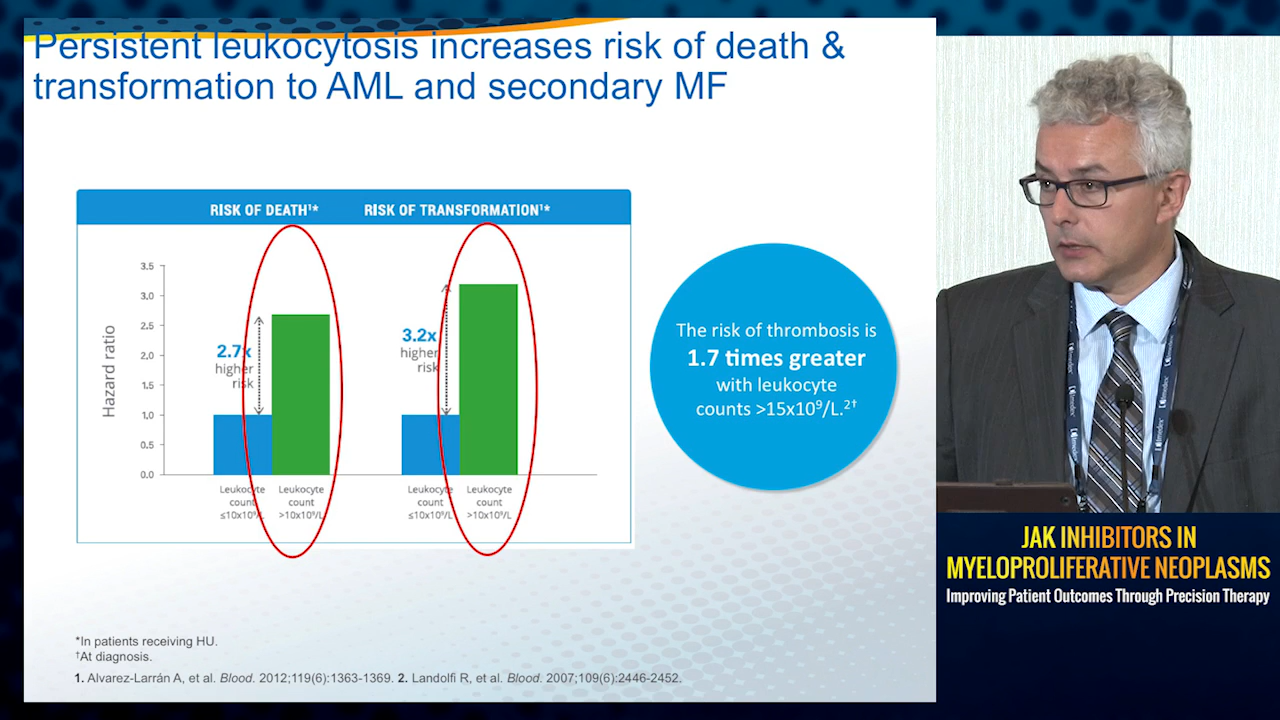 Persistent leukocytosis increases risk of death &
transformation to AML and secondary MF
RISK OF DEATH¹* RISK OF TRANSFORMATION¹*
Hazard ratio
3.5
3.0
2.5
2.0
1.5
1.0
0.5
0.0
2.7x
higher
risk
3.2x
higher
risk
Leukocyte
count
≤10x10⁹/L
Leukocyte
count
>10x10⁹/L
Leukocyte
count
≤10x10⁹/L
Leukocyte
count
>10x10⁹/L
The risk of thrombosis is
1.7 times greater
with leukocyte
counts >15x10⁹/L.²†
*In patients receiving HU.
†At diagnosis.
1. Alvarez-Larrán A, et al. Blood. 2012;119(6):1363-1369. 2. Landolfi R, et al. Blood. 2007;109(6):2446-2452.
imedex
imedex
JAK INHIBITORS IN
MYELOPROLIFERATIVE NEOPLASMS
Improving Patient Outcomes Through Precision Therapy